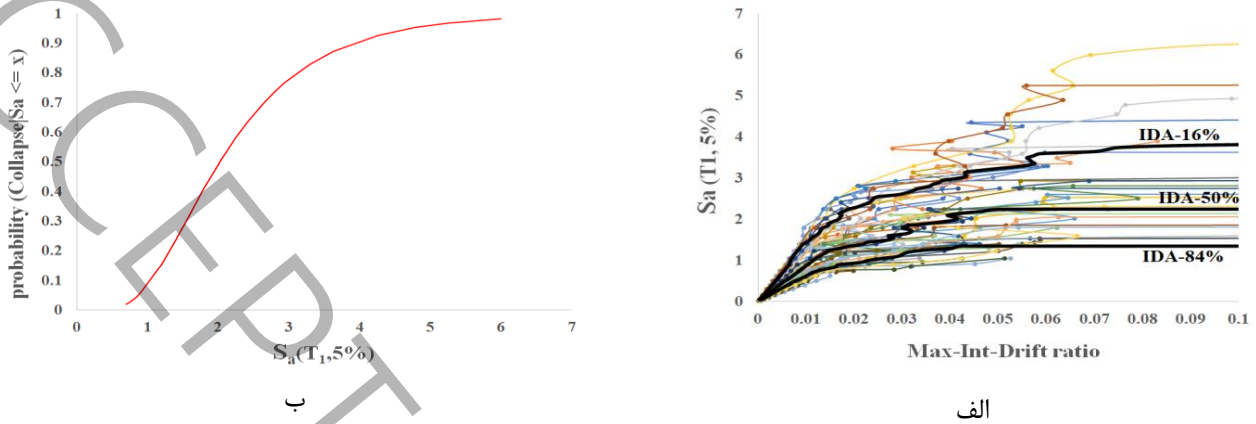 7
6
5
4
3
2
1
0
Sa (T1, 5%)
IDA-16%
IDA-50%
IDA-84%
0 0.01 0.02 0.03 0.04 0.05 0.06 0.07 0.08 0.09 0.1
Max-Int-Drift ratio
الف
1
0.9
0.8
0.7
0.6
0.5
0.4
0.3
0.2
0.1
0
probability (Collapse|Sa <= x)
0 1 2 3 4 5 6 7
Sₐ(T₁,5%)
ب